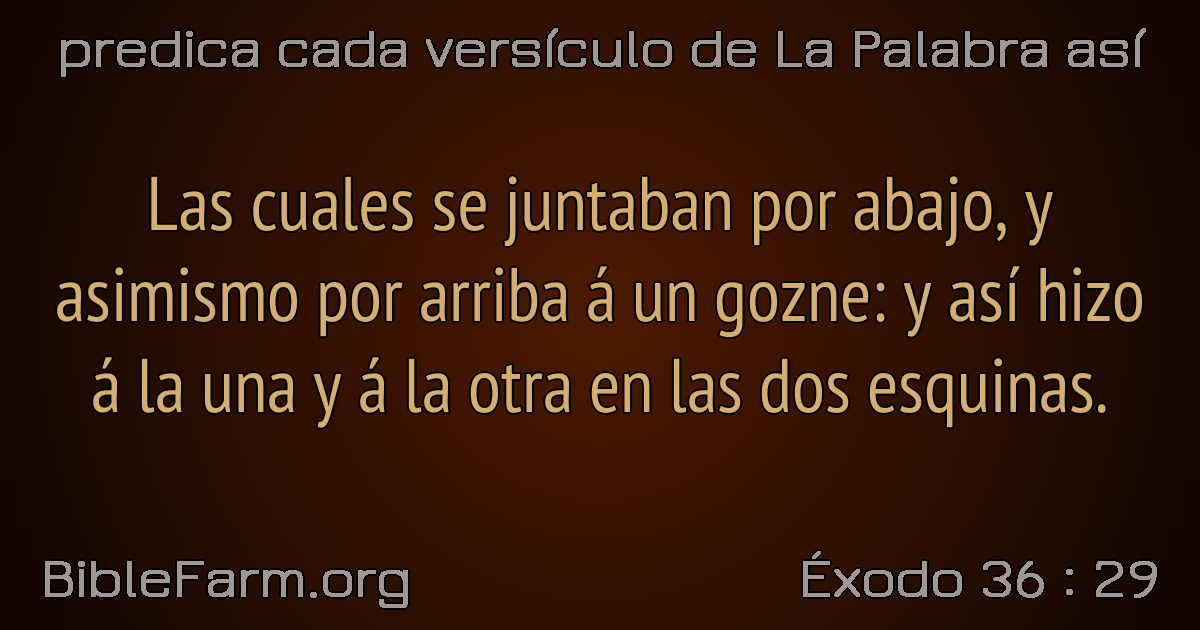 predica cada versículo de La Palabra así
Las cuales se juntaban por abajo, y
asimismo por arriba á un gozne: y así hizo
á la una y á la otra en las dos esquinas.
BibleFarm.org
Éxodo 36 : 29